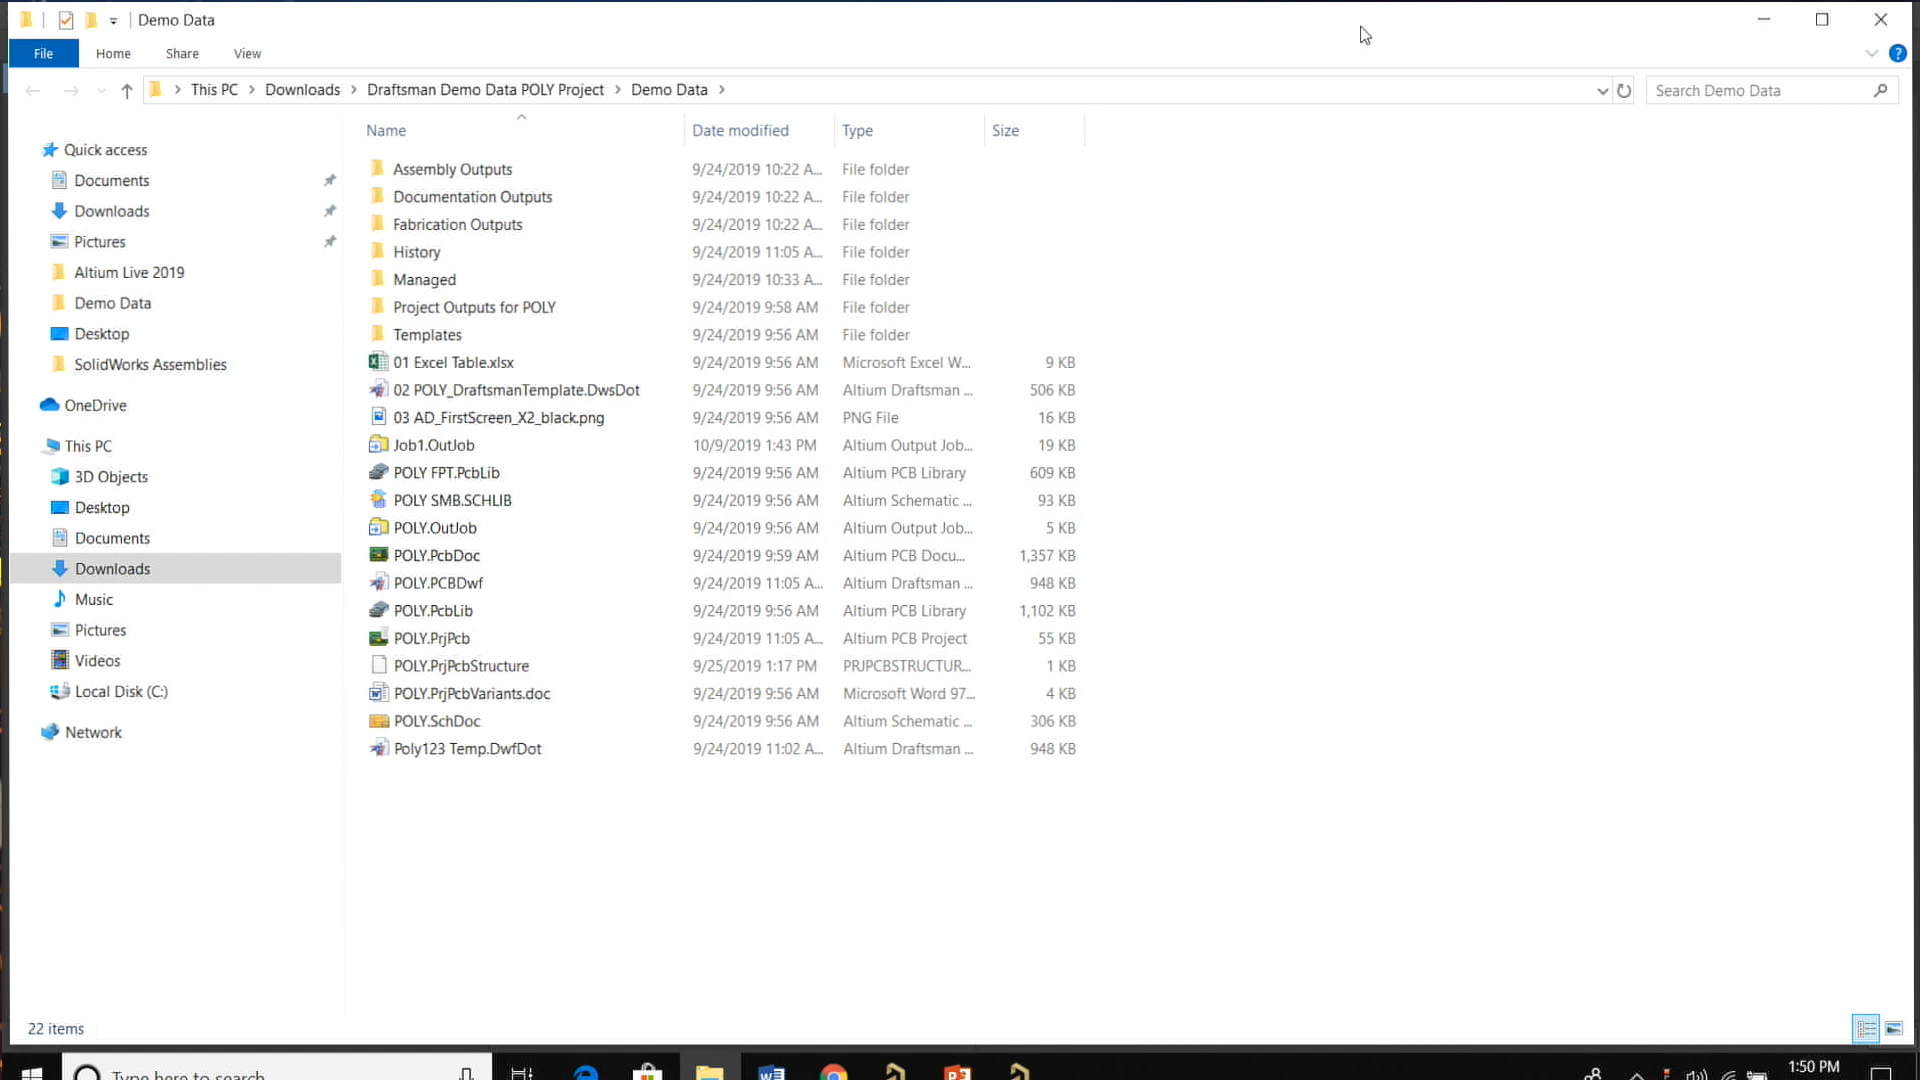 Demo Data
File Home Share View
This PC Downloads Draftsman Demo Data POLY Project Demo Data
Search Demo Data
Name Date modified Type Size
Quick access
Documents
Downloads
Pictures
Altium Live 2019
Demo Data
Desktop
SolidWorks Assemblies
OneDrive
This PC
3D Objects
Desktop
Documents
Downloads
Music
Pictures
Videos
Local Disk (C:)
Network
Assembly Outputs 9/24/2019 10:22 A... File folder
Documentation Outputs 9/24/2019 10:22 A... File folder
Fabrication Outputs 9/24/2019 10:22 A... File folder
History 9/24/2019 11:05 A... File folder
Managed 9/24/2019 10:33 A... File folder
Project Outputs for POLY 9/24/2019 9:58 AM File folder
Templates 9/24/2019 9:56 AM File folder
01 Excel Table.xlsx 9/24/2019 9:56 AM Microsoft Excel W... 9 KB
02 POLY_DraftsmanTemplate.DwsDot 9/24/2019 9:56 AM Altium Draftsman ... 506 KB
03 AD_FirstScreen_X2_black.png 9/24/2019 9:56 AM PNG File 16 KB
Job1.OutJob 10/9/2019 1:43 PM Altium Output Job... 19 KB
POLY FPT.PcbLib 9/24/2019 9:56 AM Altium PCB Library 609 KB
POLY SMB.SCHLIB 9/24/2019 9:56 AM Altium Schematic ... 93 KB
POLY.OutJob 9/24/2019 9:56 AM Altium Output Job... 5 KB
POLY.PcbDoc 9/24/2019 9:59 AM Altium PCB Docu... 1,357 KB
POLY.PCBDwf 9/24/2019 11:05 A... Altium Draftsman ... 948 KB
POLY.PcbLib 9/24/2019 9:56 AM Altium PCB Library 1,102 KB
POLY.PrjPcb 9/24/2019 11:05 A... Altium PCB Project 55 KB
POLY.PrjPcbStructure 9/25/2019 1:17 PM PRJPCBSTRUCTUR... 1 KB
POLY.PrjPcbVariants.doc 9/24/2019 9:56 AM Microsoft Word 97... 4 KB
POLY.SchDoc 9/24/2019 9:56 AM Altium Schematic ... 306 KB
Poly123 Temp.DwfDot 9/24/2019 11:02 A... Altium Draftsman ... 948 KB
22 items
Type here to search
1:50 PM